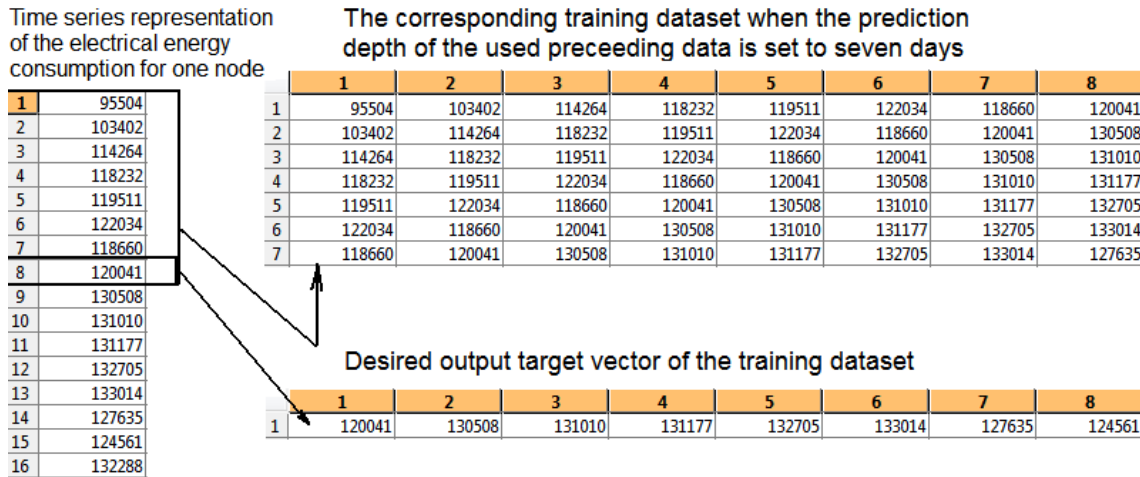 Time series representation
of the electrical energy
consumption for one node
1 95504
2 103402
3 114264
4 118232
5 119511
6 122034
7 118660
8 120041
9 130508
10 131010
11 131177
12 132705
13 133014
14 127635
15 124561
16 132288
The corresponding training dataset when the prediction
depth of the used preceeding data is set to seven days
1 2 3 4 5 6 7 8
1 95504 103402 114264 118232 119511 122034 118660 120041
2 103402 114264 118232 119511 122034 118660 120041 130508
3 114264 118232 119511 122034 118660 120041 130508 131010
4 118232 119511 122034 118660 120041 130508 131010 131177
5 119511 122034 118660 120041 130508 131010 131177 132705
6 122034 118660 120041 130508 131010 131177 132705 133014
7 118660 120041 130508 131010 131177 132705 133014 127635
Desired output target vector of the training dataset
1 2 3 4 5 6 7 8
1 120041 130508 131010 131177 132705 133014 127635 124561